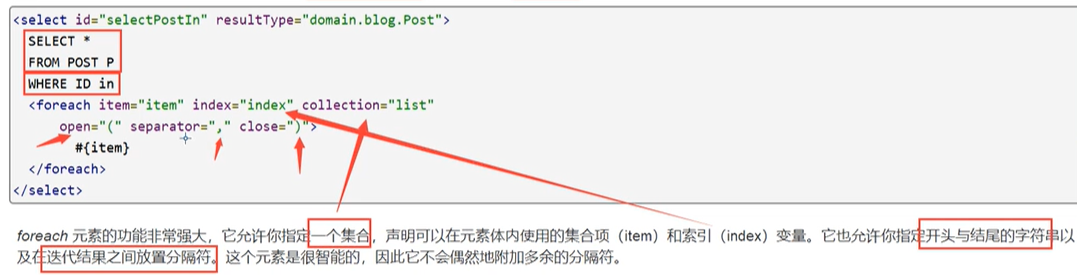 <select id="selectPostIn" resultType="domain.blog.Post">
SELECT *
FROM POST P
WHERE ID in
<foreach item="item" index="index" collection="list"
open="(" separator="," close=")">
#{item}
</foreach>
</select>
foreach 元素的功能非常强大，它允许你指定一个集合，声明可以在元素体内使用的集合项（item）和索引（index）变量。它也允许你指定开头与结尾的字符串以
及在迭代结果之间放置分隔符。这个元素是很智能的，因此它不会偶然地附加多余的分隔符。